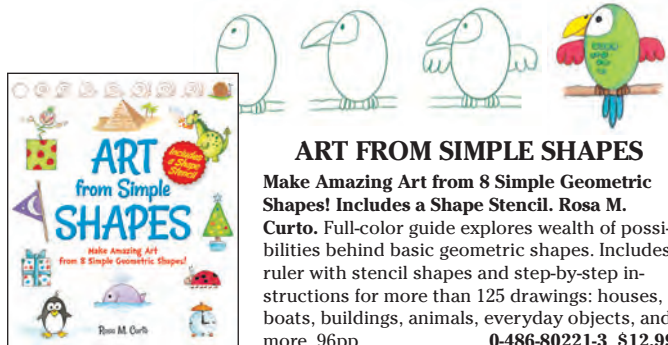 ART
from Simple
SHAPES
Includes
a Shape
Stencil
Make Amazing Art
from 8 Simple Geometric Shapes!
Rosa M. Curto
ART FROM SIMPLE SHAPES
Make Amazing Art from 8 Simple Geometric
Shapes! Includes a Shape Stencil. Rosa M.
Curto. Full-color guide explores wealth of possi-
bilities behind basic geometric shapes. Includes
ruler with stencil shapes and step-by-step in-
structions for more than 125 drawings: houses,
boats, buildings, animals, everyday objects, and
more. 96pp. 0-486-80221-3 $12.99